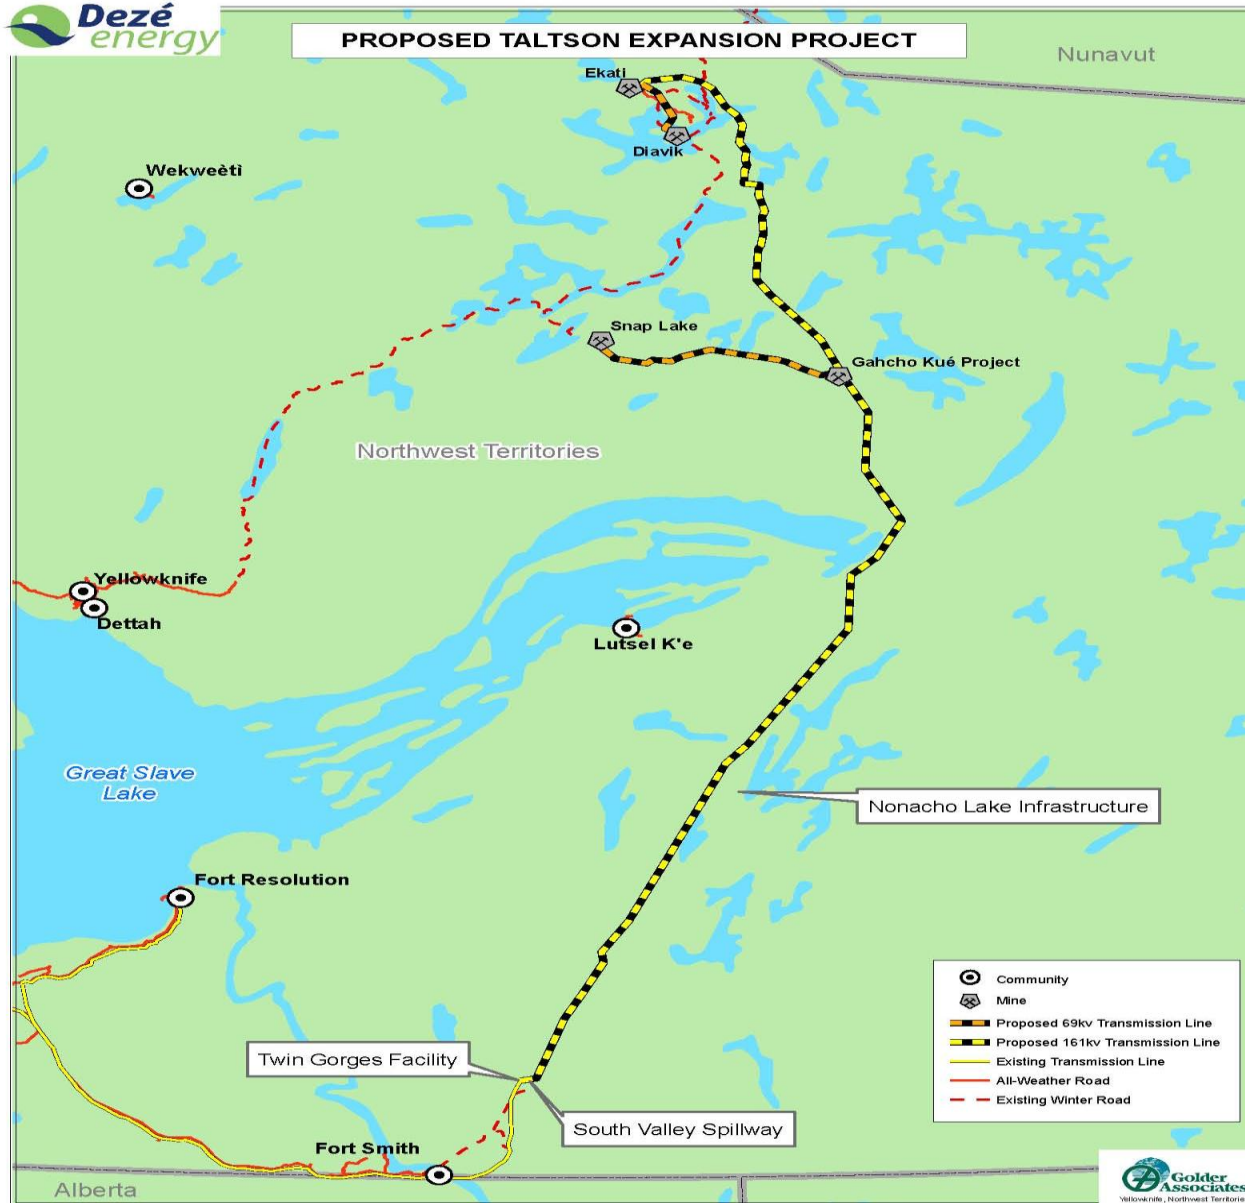 Dezé
energy
PROPOSED TALTSON EXPANSION PROJECT
Nunavut
Ekati
Diavik
Wekweètì
Snap Lake
Gahcho Kué Project
Northwest Territories
Yellowknife
Dettah
Lutsel K'e
Great Slave
Lake
Nonacho Lake Infrastructure
Fort Resolution
Community
Mine
Proposed 69kv Transmission Line
Proposed 161kv Transmission Line
Existing Transmission Line
All-Weather Road
Existing Winter Road
Twin Gorges Facility
South Valley Spillway
Fort Smith
Alberta
Golder
Associates
Yellowknife, Northwest Territories